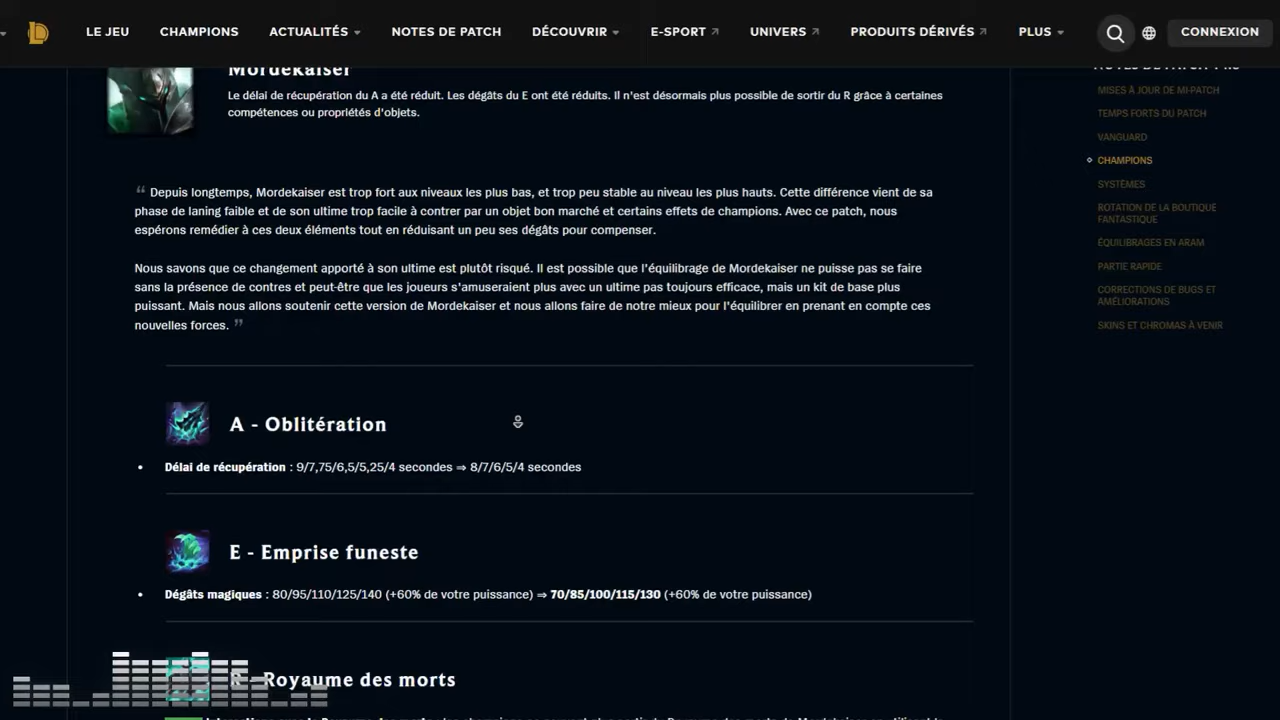 LE JEU
CHAMPIONS
ACTUALITÉS
NOTES DE PATCH
DÉCOUVRIR
E-SPORT
UNIVERS
PRODUITS DÉRIVÉS
PLUS
CONNEXION
Mordekaiser
Le délai de récupération du A a été réduit. Les dégâts du E ont été réduits. Il n'est désormais plus possible de sortir du R grâce à certaines
compétences ou propriétés d'objets.
“ Depuis longtemps, Mordekaiser est trop fort aux niveaux les plus bas, et trop peu stable au niveau les plus hauts. Cette différence vient de sa
phase de laning faible et de son ultime trop facile à contrer par un objet bon marché et certains effets de champions. Avec ce patch, nous
espérons remédier à ces deux éléments tout en réduisant un peu ses dégâts pour compenser.
Nous savons que ce changement apporté à son ultime est plutôt risqué. Il est possible que l'équilibrage de Mordekaiser ne puisse pas se faire
sans la présence de contres et peut-être que les joueurs s'amuseraient plus avec un ultime pas toujours efficace, mais un kit de base plus
puissant. Mais nous allons soutenir cette version de Mordekaiser et nous allons faire de notre mieux pour l'équilibrer en prenant en compte ces
nouvelles forces. ”
A - Oblitération
• Délai de récupération : 9/7,75/6,5/5,25/4 secondes ⇒ 8/7/6/5/4 secondes
E - Emprise funeste
• Dégâts magiques : 80/95/110/125/140 (+60% de votre puissance) ⇒ 70/85/100/115/130 (+60% de votre puissance)
R - Royaume des morts
MISES À JOUR DE MI-PATCH
TEMPS FORTS DU PATCH
VANGUARD
CHAMPIONS
SYSTÈMES
ROTATION DE LA BOUTIQUE
FANTASTIQUE
ÉQUILIBRAGES EN ARAM
PARTIE RAPIDE
CORRECTIONS DE BUGS ET
AMÉLIORATIONS
SKINS ET CHROMAS À VENIR